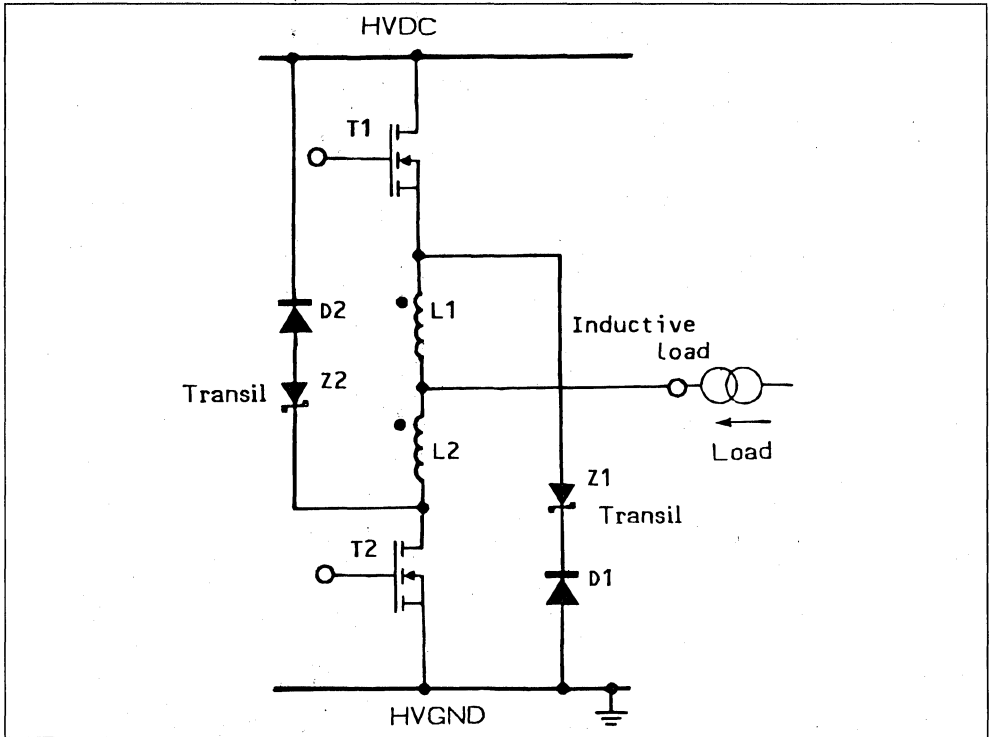 HVDC
T1
D2
L1
Inductive
load
Transil
Z2
Load
L2
Z1
Transil
T2
D1
HVGND